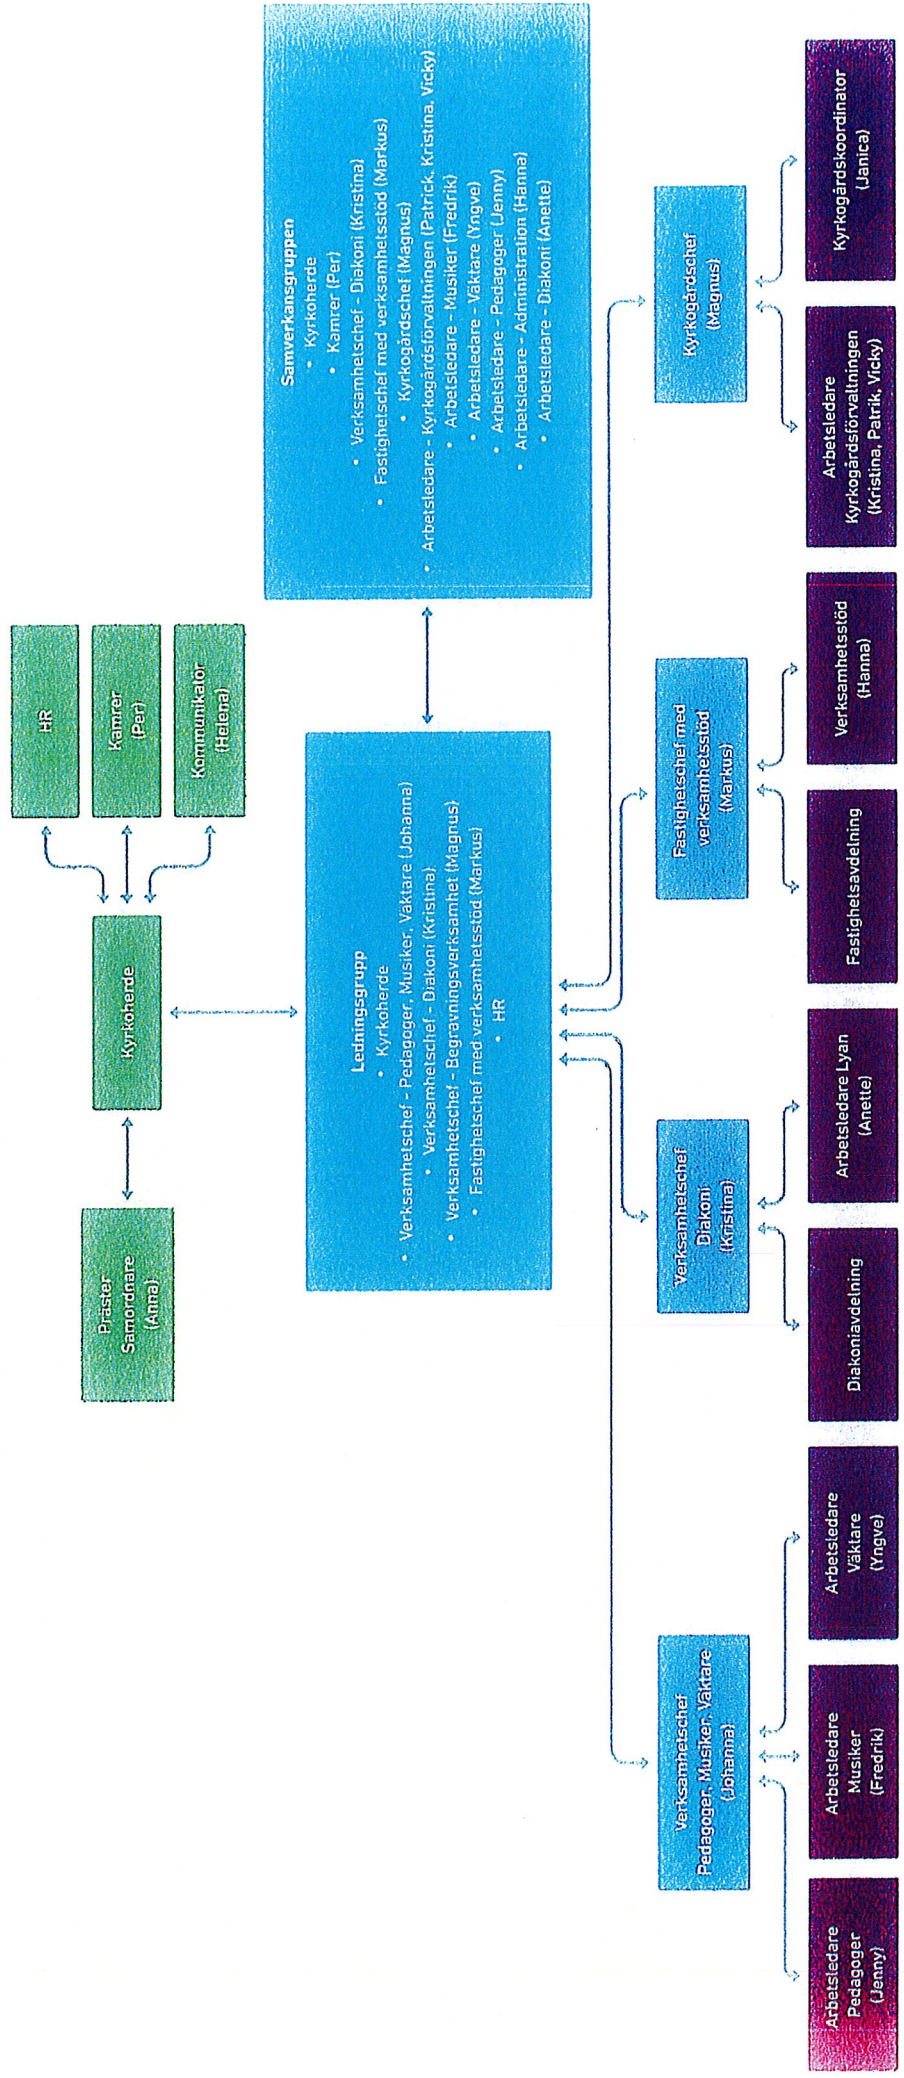 HR
Kamrer
(Per)
Kommunikatör
(Helena)
Präster
Samordnare
(Anna)
Kyrkoherde
Ledningsgrupp
• Kyrkoherde
• Verksamhetschef – Pedagoger, Musiker, Väktare (Johanna)
• Verksamhetschef – Diakoni (Kristina)
• Verksamhetschef – Begravningsverksamhet (Magnus)
• Fastighetschef med verksamhetsstöd (Markus)
• HR
Samverkansgruppen
• Kyrkoherde
• Kamrer (Per)
• Verksamhetschef – Diakoni (Kristina)
• Fastighetschef med verksamhetsstöd (Markus)
• Kyrkogårdschef (Magnus)
• Arbetsledare – Kyrkogårdsförvaltningen (Patrick, Kristina, Vicky)
• Arbetsledare – Musiker (Fredrik)
• Arbetsledare – Väktare (Yngve)
• Arbetsledare – Pedagoger (Jenny)
• Arbetsledare – Administration (Hanna)
• Arbetsledare – Diakoni (Anette)
Verksamhetschef
Pedagoger, Musiker, Väktare
(Johanna)
Verksamhetschef
Diakoni
(Kristina)
Fastighetschef med
verksamhetsstöd
(Markus)
Kyrkogårdschef
(Magnus)
Arbetsledare
Pedagoger
(Jenny)
Arbetsledare
Musiker
(Fredrik)
Arbetsledare
Väktare
(Yngve)
Diakoniavdelning
Arbetsledare Lyan
(Anette)
Fastighetsavdelning
Verksamhetsstöd
(Hanna)
Arbetsledare
Kyrkogårdsförvaltningen
(Kristina, Patrik, Vicky)
Kyrkogårdskoordinator
(Janica)